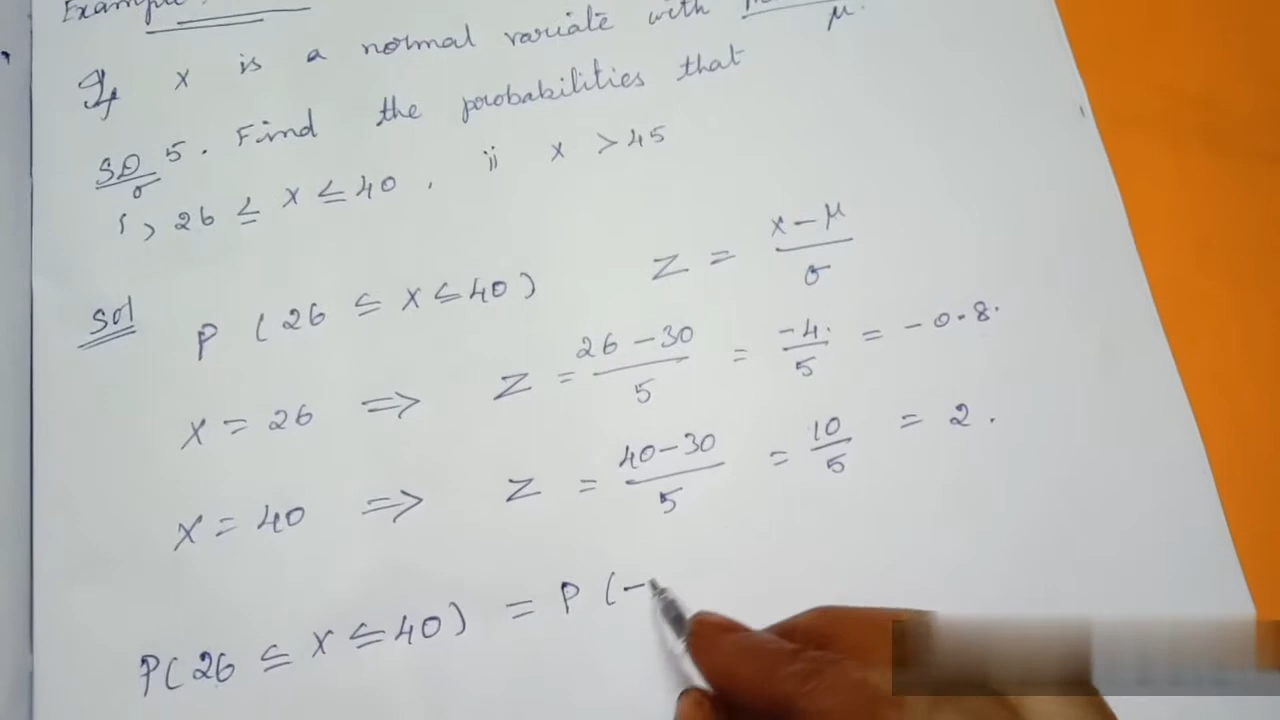 Example
If x is a normal variate with
μ
SD 5. Find the probabilities that
σ
i) 26 ≤ x ≤ 40, ii x > 45
Sol P (26 ≤ x ≤ 40) Z = x - μ / σ
x = 26 ⇒ Z = 26 - 30 / 5 = -4 / 5 = -0.8.
x = 40 ⇒ Z = 40 - 30 / 5 = 10 / 5 = 2.
P(26 ≤ x ≤ 40) = P (-